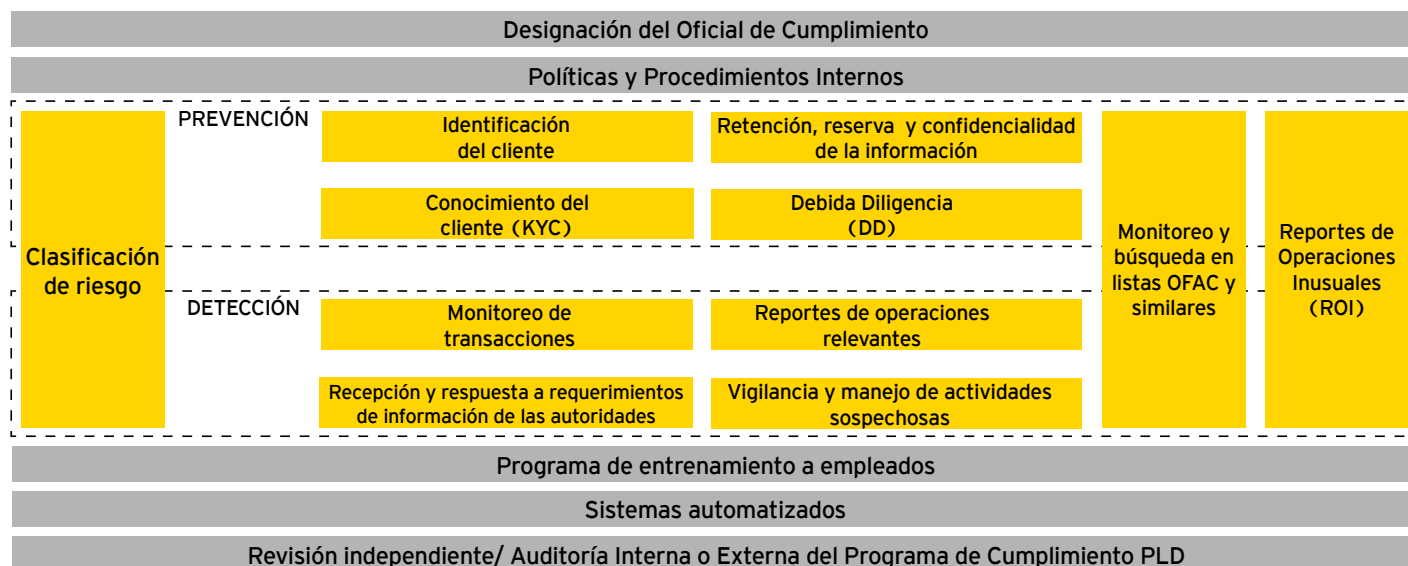 Designación del Oficial de Cumplimiento
Políticas y Procedimientos Internos
Clasificación
de riesgo
PREVENCIÓN
Identificación
del cliente
Retención, reserva y confidencialidad
de la información
Conocimiento del
cliente (KYC)
Debida Diligencia
(DD)
DETECCIÓN
Monitoreo de
transacciones
Reportes de operaciones
relevantes
Recepción y respuesta a requerimientos
de información de las autoridades
Vigilancia y manejo de actividades
sospechosas
Monitoreo y
búsqueda en
listas OFAC y
similares
Reportes de
Operaciones
Inusuales
(ROI)
Programa de entrenamiento a empleados
Sistemas automatizados
Revisión independiente/ Auditoría Interna o Externa del Programa de Cumplimiento PLD